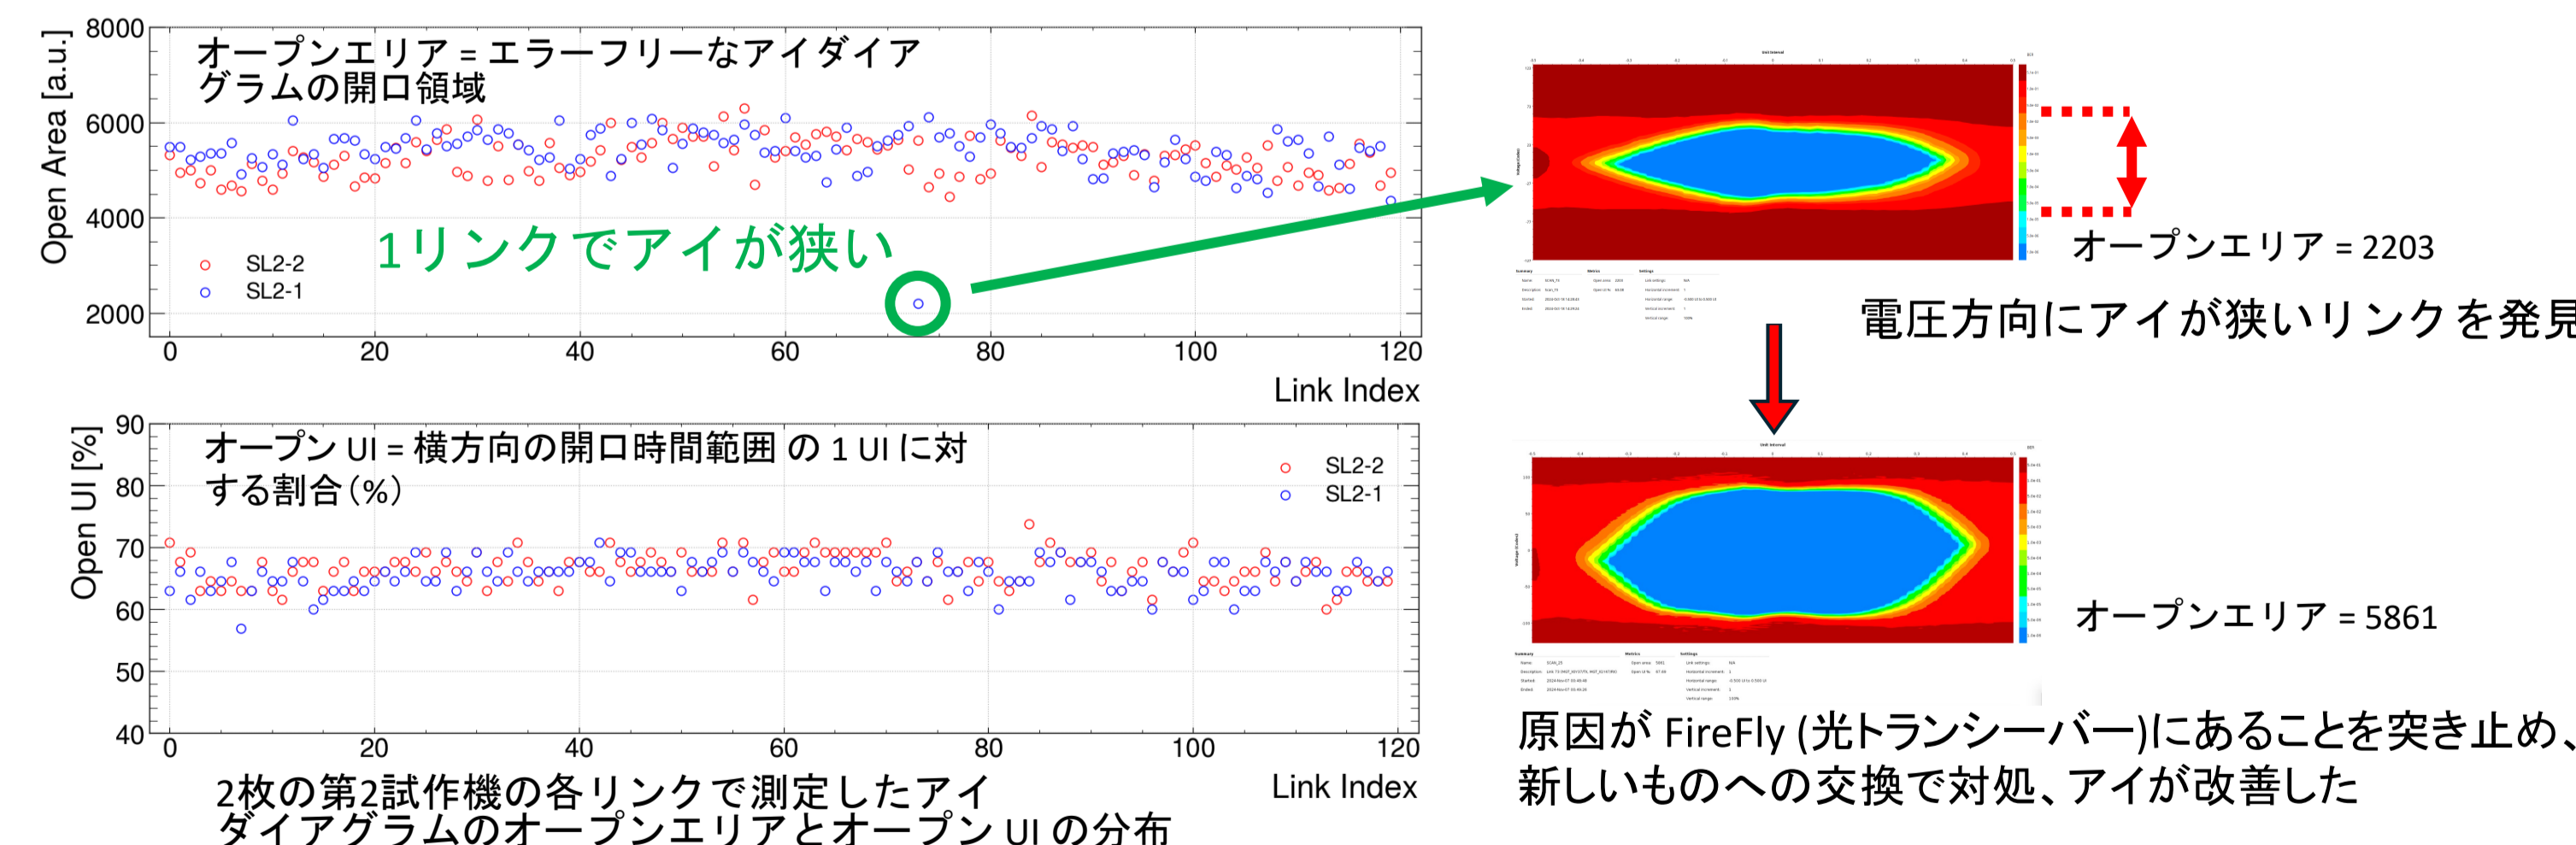 8000
6000
4000
2000
Open Area [a.u.]
オープンエリア = エラーフリーなアイダイア
グラムの開口領域
1リンクでアイが狭い
SL2-2
SL2-1
0 20 40 60 80 100 120
Link Index
90
80
70
60
50
40
Open UI [%]
オープン UI = 横方向の開口時間範囲 の 1 UI に対
する割合(%)
SL2-2
SL2-1
0 20 40 60 80 100 120
Link Index
2枚の第2試作機の各リンクで測定したアイ
ダイアグラムのオープンエリアとオープン UI の分布
Unit Interval
オープンエリア = 2203
Summary Metrics Settings
電圧方向にアイが狭いリンクを発見
Unit Interval
オープンエリア = 5861
Summary Metrics Settings
原因が FireFly (光トランシーバー)にあることを突き止め、
新しいものへの交換で対処、アイが改善した